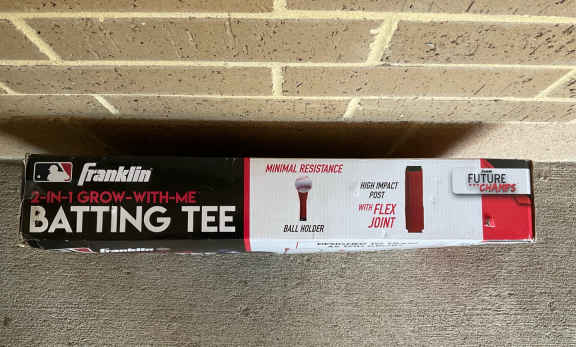 Franklin
2-IN-1 GROW-WITH-ME
BATTING TEE
MINIMAL RESISTANCE
BALL HOLDER
HIGH IMPACT
POST
WITH FLEX
JOINT
FUTURE
CHAMPS
Franklin